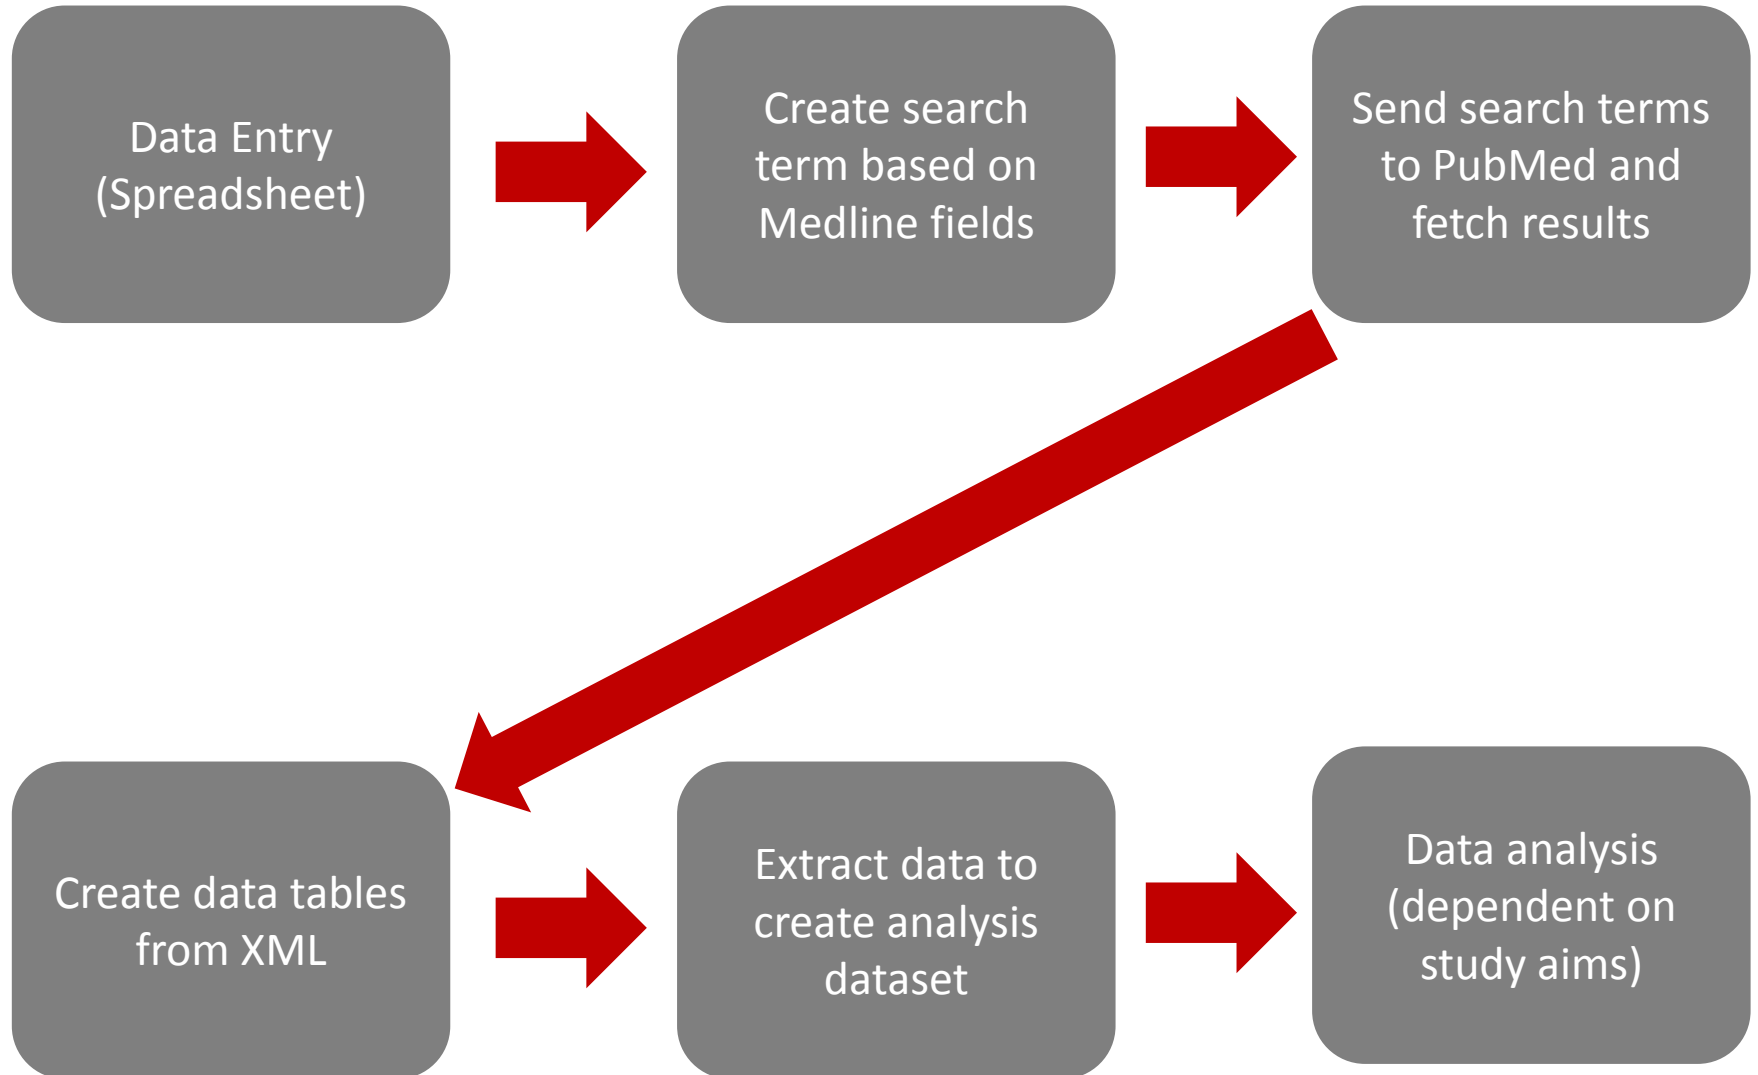 Data Entry
(Spreadsheet)
Create search
term based on
Medline fields
Send search terms
to PubMed and
fetch results
Create data tables
from XML
Extract data to
create analysis
dataset
Data analysis
(dependent on
study aims)